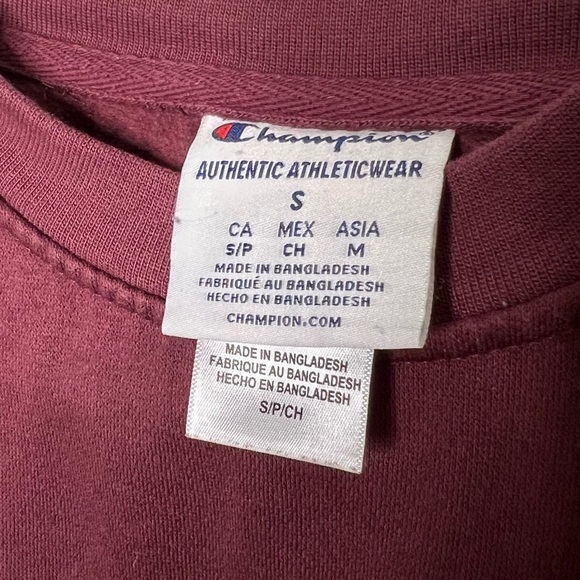 Champion
AUTHENTIC ATHLETICWEAR
S
CA MEX ASIA
S/P CH M
MADE IN BANGLADESH
FABRIQUÉ AU BANGLADESH
HECHO EN BANGLADESH
CHAMPION.COM
MADE IN BANGLADESH
FABRIQUE AU BANGLADESH
HECHO EN BANGLADESH
S/P/CH